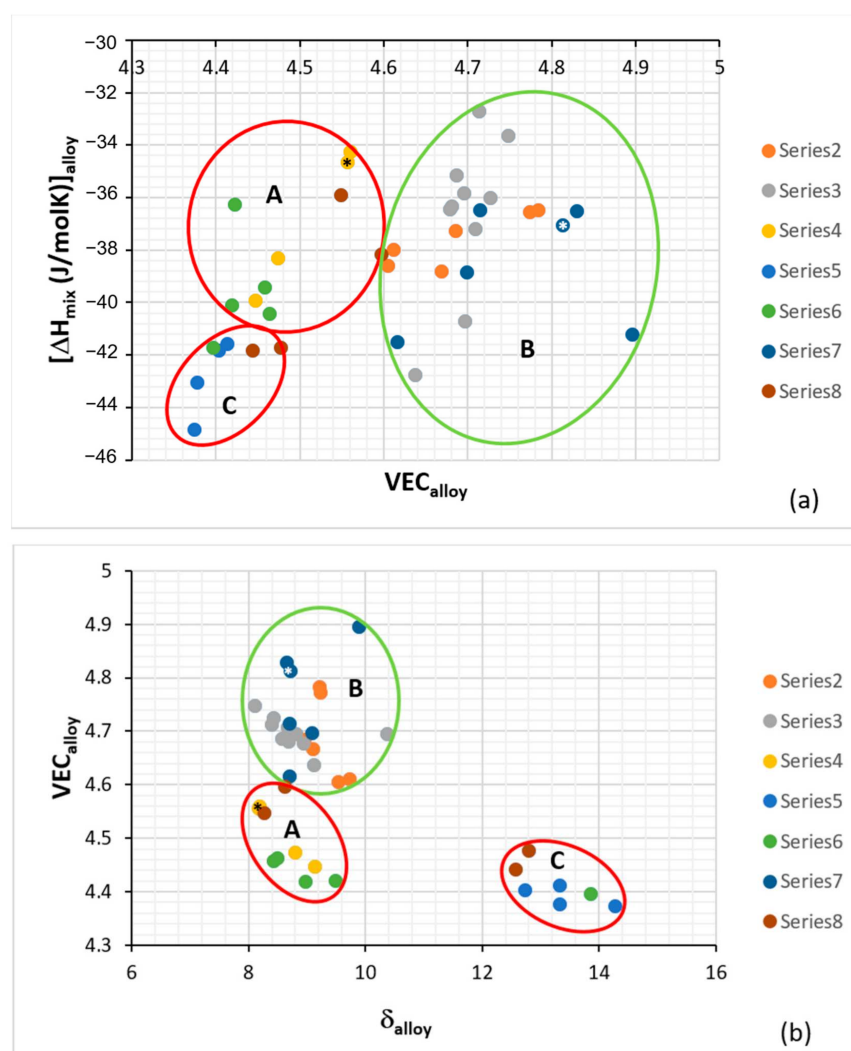 −30
4.3 4.4 4.5 4.6 4.7 4.8 4.9 5
−32
−34
−36
−38
−40
−42
−44
−46
[ΔHmix (J/molK)]alloy
A
B
C
*
*
VECalloy
Series2
Series3
Series4
Series5
Series6
Series7
Series8
(a)
5
4.9
4.8
4.7
4.6
4.5
4.4
4.3
VECalloy
B
A
C
*
*
6 8 10 12 14 16
δalloy
Series2
Series3
Series4
Series5
Series6
Series7
Series8
(b)